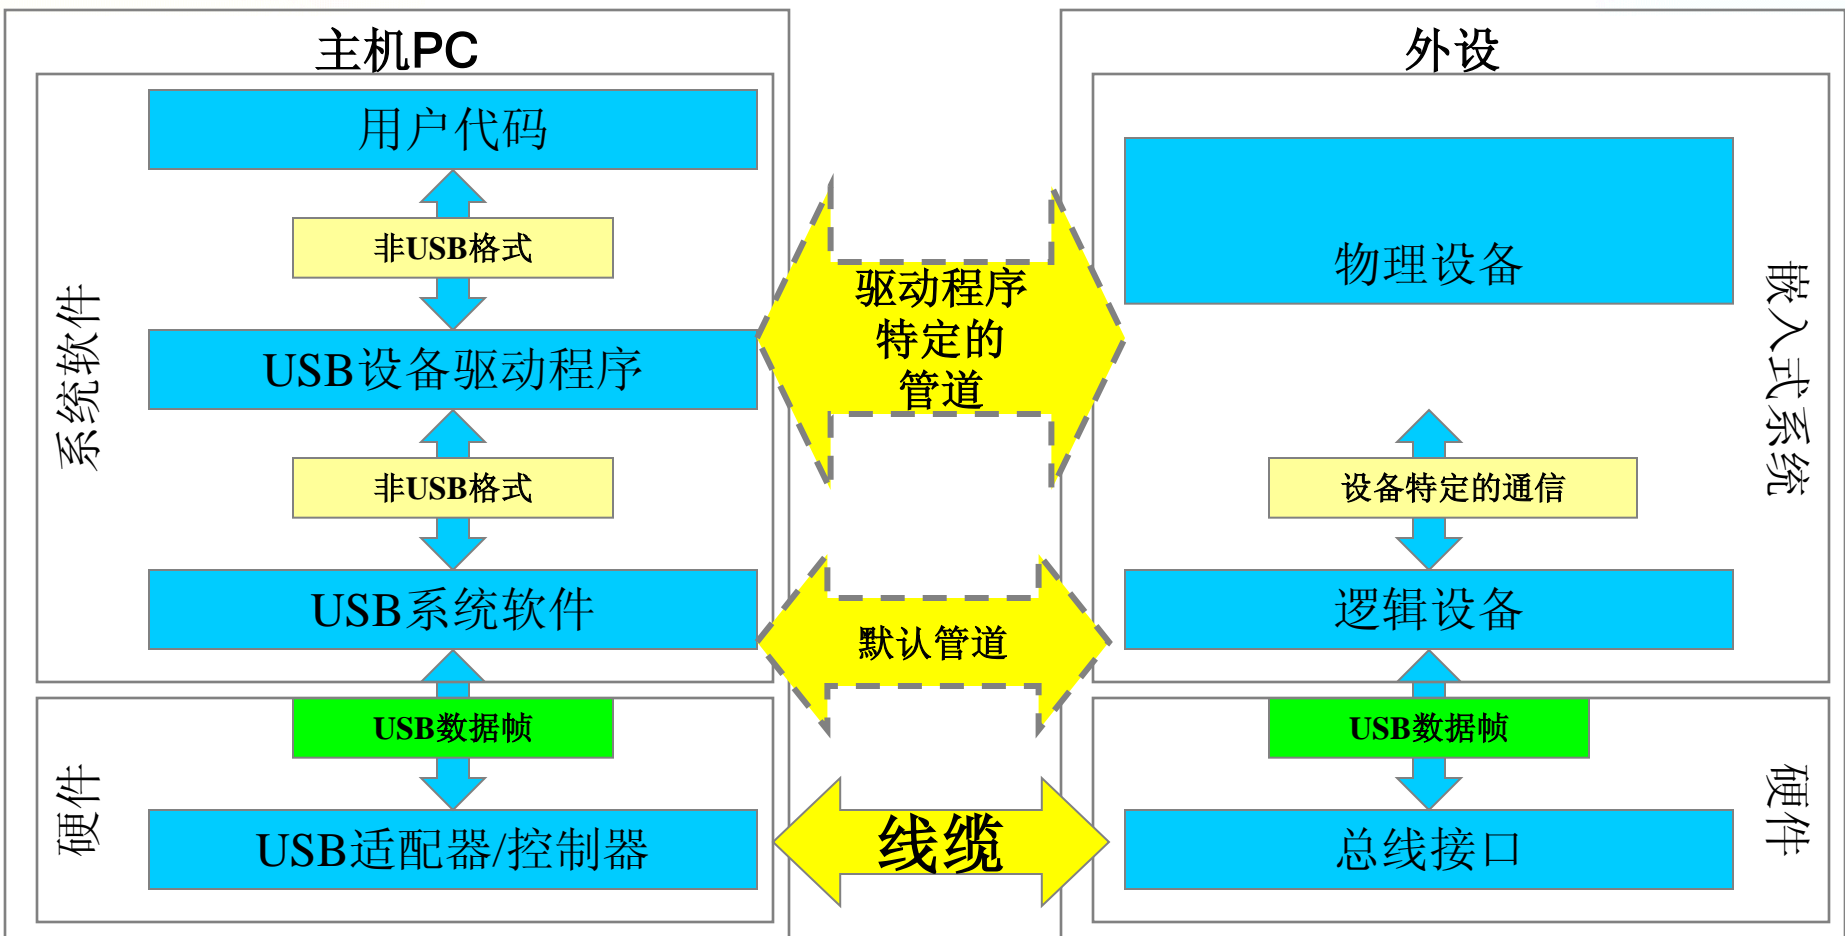 主机PC
系统软件
用户代码
非USB格式
USB设备驱动程序
非USB格式
USB系统软件
硬件
USB数据帧
USB适配器/控制器
驱动程序
特定的
管道
默认管道
线缆
外设
物理设备
嵌入式系统
设备特定的通信
逻辑设备
USB数据帧
硬件
总线接口